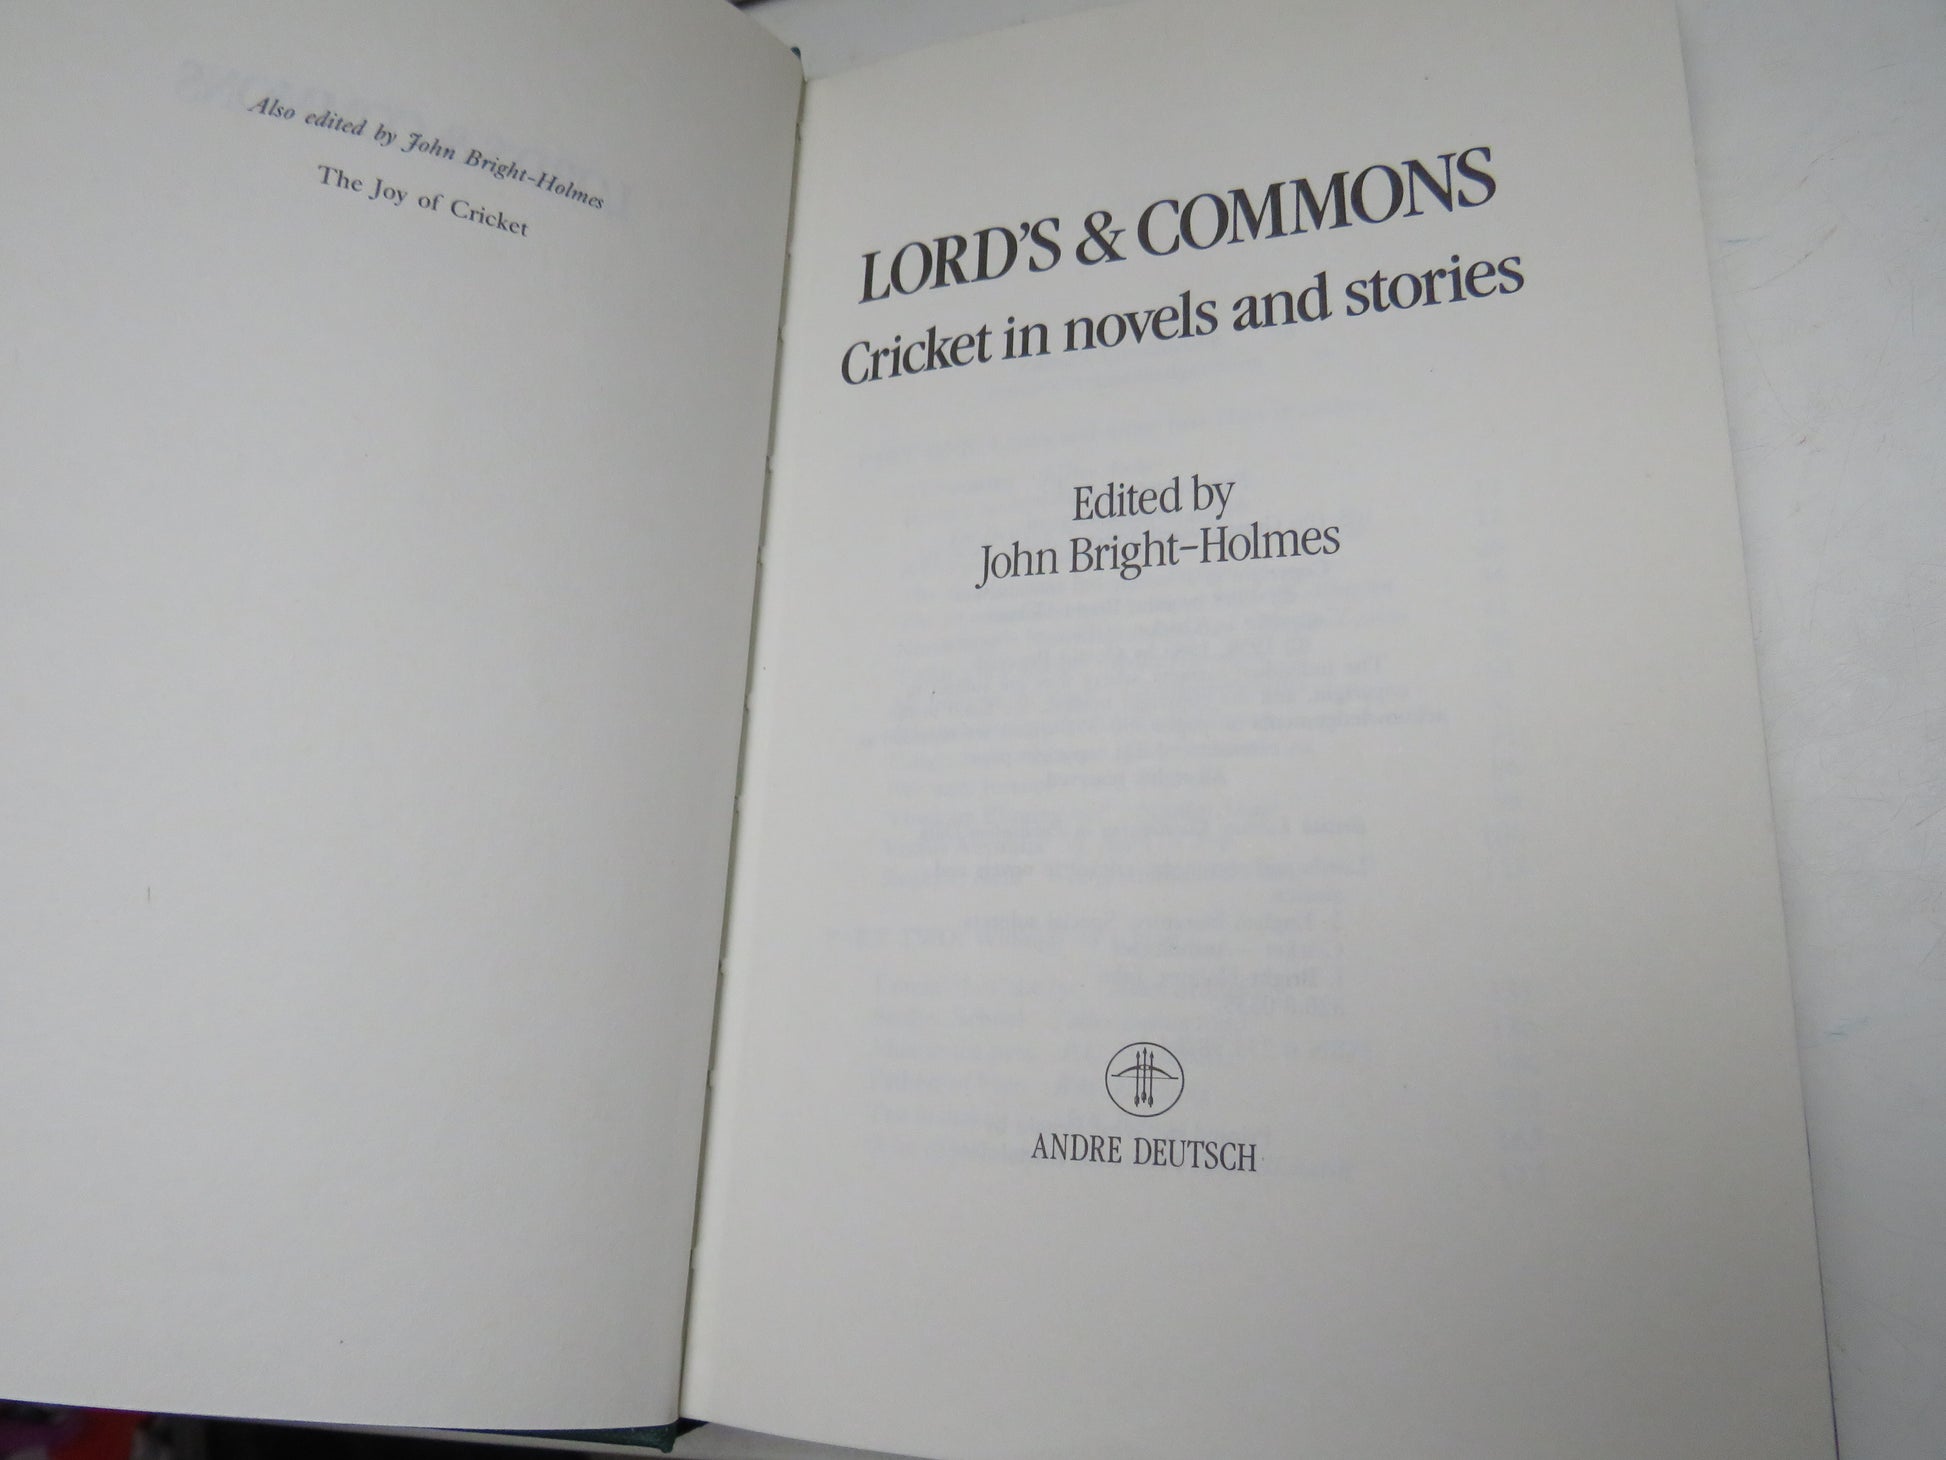 Also edited by John Bright-Holmes
The Joy of Cricket
LORD'S & COMMONS
Cricket in novels and stories
Edited by
John Bright-Holmes
ANDRE DEUTSCH